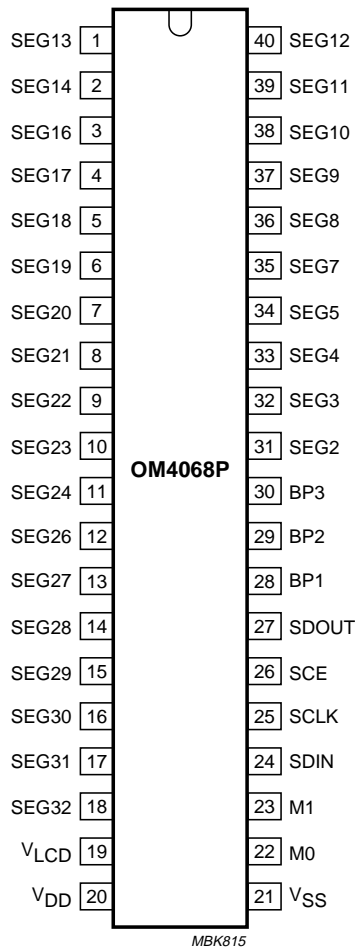 SEG13 1 40 SEG12
SEG14 2 39 SEG11
SEG16 3 38 SEG10
SEG17 4 37 SEG9
SEG18 5 36 SEG8
SEG19 6 35 SEG7
SEG20 7 34 SEG5
SEG21 8 33 SEG4
SEG22 9 32 SEG3
SEG23 10 31 SEG2
OM4068P
SEG24 11 30 BP3
SEG26 12 29 BP2
SEG27 13 28 BP1
SEG28 14 27 SDOUT
SEG29 15 26 SCE
SEG30 16 25 SCLK
SEG31 17 24 SDIN
SEG32 18 23 M1
VLCD 19 22 M0
VDD 20 21 VSS
MBK815